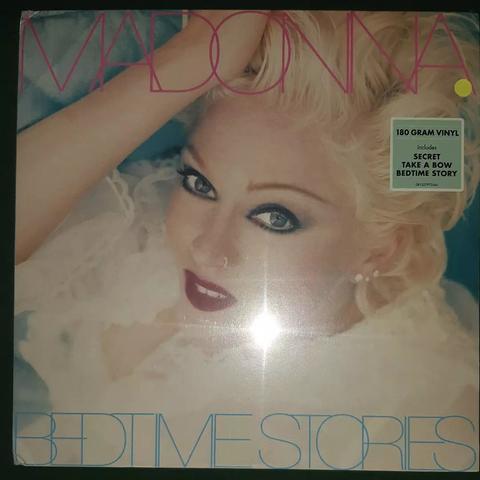 MADONNA
180 GRAM VINYL
includes
SECRET
TAKE A BOW
BEDTIME STORY
BEDTIME STORIES